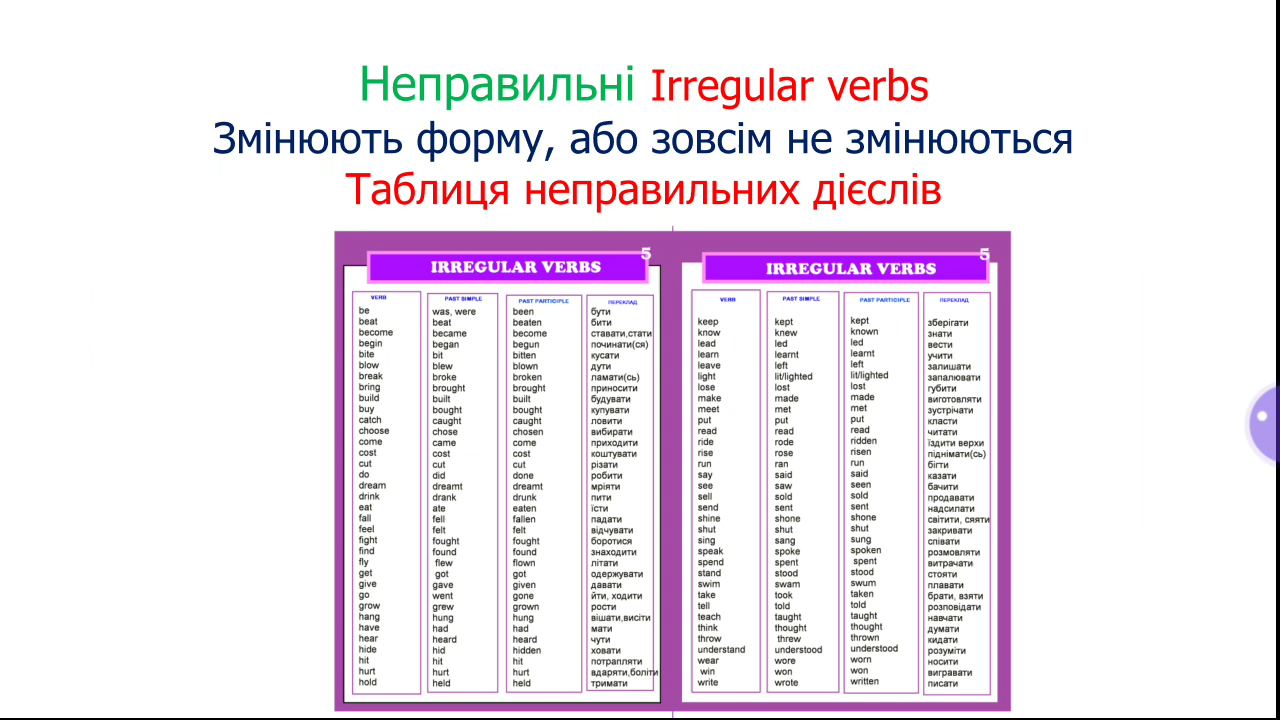 Неправильні Irregular verbs
Змінюють форму, або зовсім не змінюються
Таблиця неправильних дієслів
5
IRREGULAR VERBS
VERB PAST SIMPLE PAST PARTICIPLE ПЕРЕКЛАД
be was, were been бути
beat beat beaten бити
become became become ставати,стати
begin began begun починати(ся)
bite bit bitten кусати
blow blew blown дути
break broke broken ламати(сь)
bring brought brought приносити
build built built будувати
buy bought bought купувати
catch caught caught ловити
choose chose chosen вибирати
come came come приходити
cost cost cost коштувати
cut cut cut різати
do did done робити
dream dreamt dreamt мріяти
drink drank drunk пити
eat ate eaten їсти
fall fell fallen падати
feel felt felt відчувати
fight fought fought боротися
find found found знаходити
fly flew flown літати
get got got одержувати
give gave given давати
go went gone йти, ходити
grow grew grown рости
hang hung hung вішати,висіти
have had had мати
hear heard heard чути
hide hid hidden ховати
hit hit hit потрапляти
hurt hurt hurt вдаряти,боліти
hold held held тримати
5
IRREGULAR VERBS
VERB PAST SIMPLE PAST PARTICIPLE ПЕРЕКЛАД
keep kept kept зберігати
know knew known знати
lead led led вести
learn learnt learnt учити
leave left left залишати
light lit/lighted lit/lighted запалювати
lose lost lost губити
make made made виготовляти
meet met met зустрічати
put put put класти
read read read читати
ride rode ridden їздити верхи
rise rose risen піднімати(сь)
run ran run бігти
say said said казати
see saw seen бачити
sell sold sold продавати
send sent sent надсилати
shine shone shone світити, сяяти
shut shut shut закривати
sing sang sung співати
speak spoke spoken розмовляти
spend spent spent витрачати
stand stood stood стояти
swim swam swum плавати
take took taken брати, взяти
tell told told розповідати
teach taught taught навчати
think thought thought думати
throw threw thrown кидати
understand understood understood розуміти
wear wore worn носити
win won won вигравати
write wrote written писати